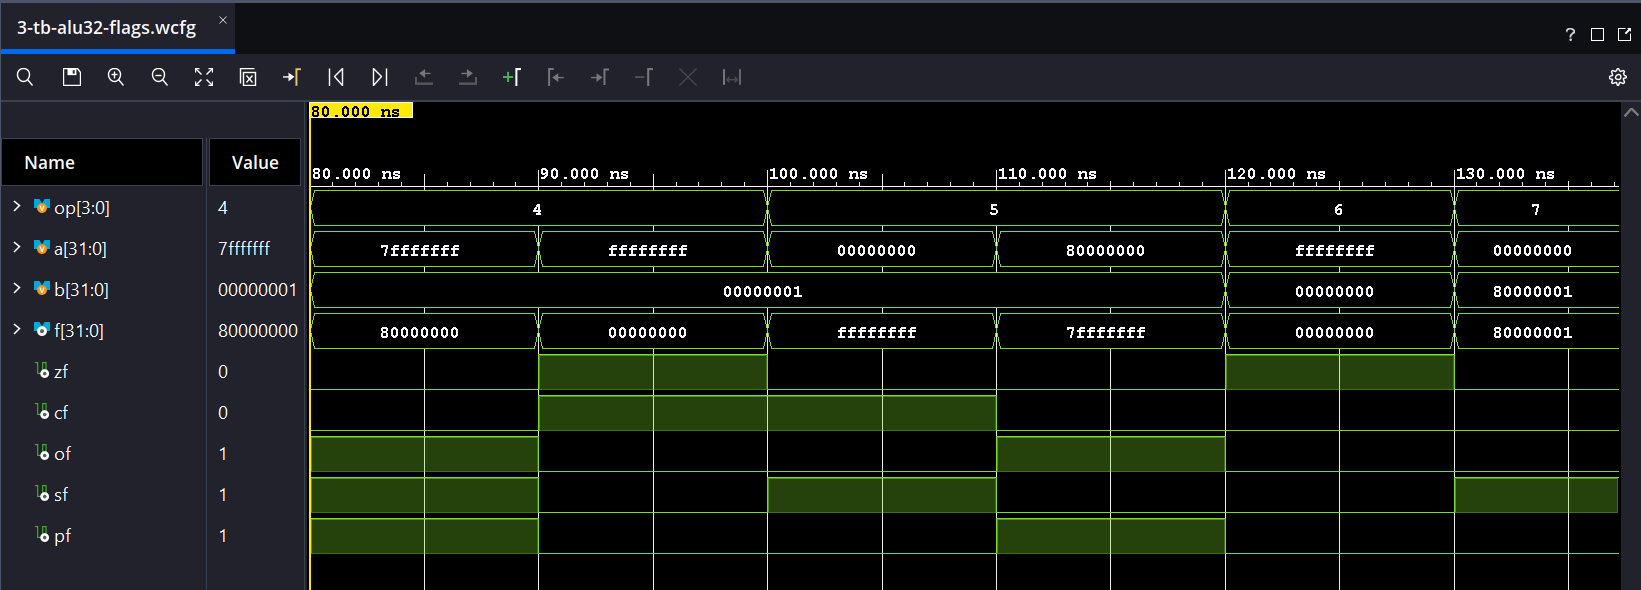 3-tb-alu32-flags.wcfg ×
?
80.000 ns
Name Value
80.000 ns 90.000 ns 100.000 ns 110.000 ns 120.000 ns 130.000 ns
op[3:0] 4 4 5 6 7
a[31:0] 7fffffff 7fffffff ffffffff 00000000 80000000 ffffffff 00000000
b[31:0] 00000001 00000001 00000000 80000001
f[31:0] 80000000 80000000 00000000 ffffffff 7fffffff 00000000 80000001
zf 0
cf 0
of 1
sf 1
pf 1